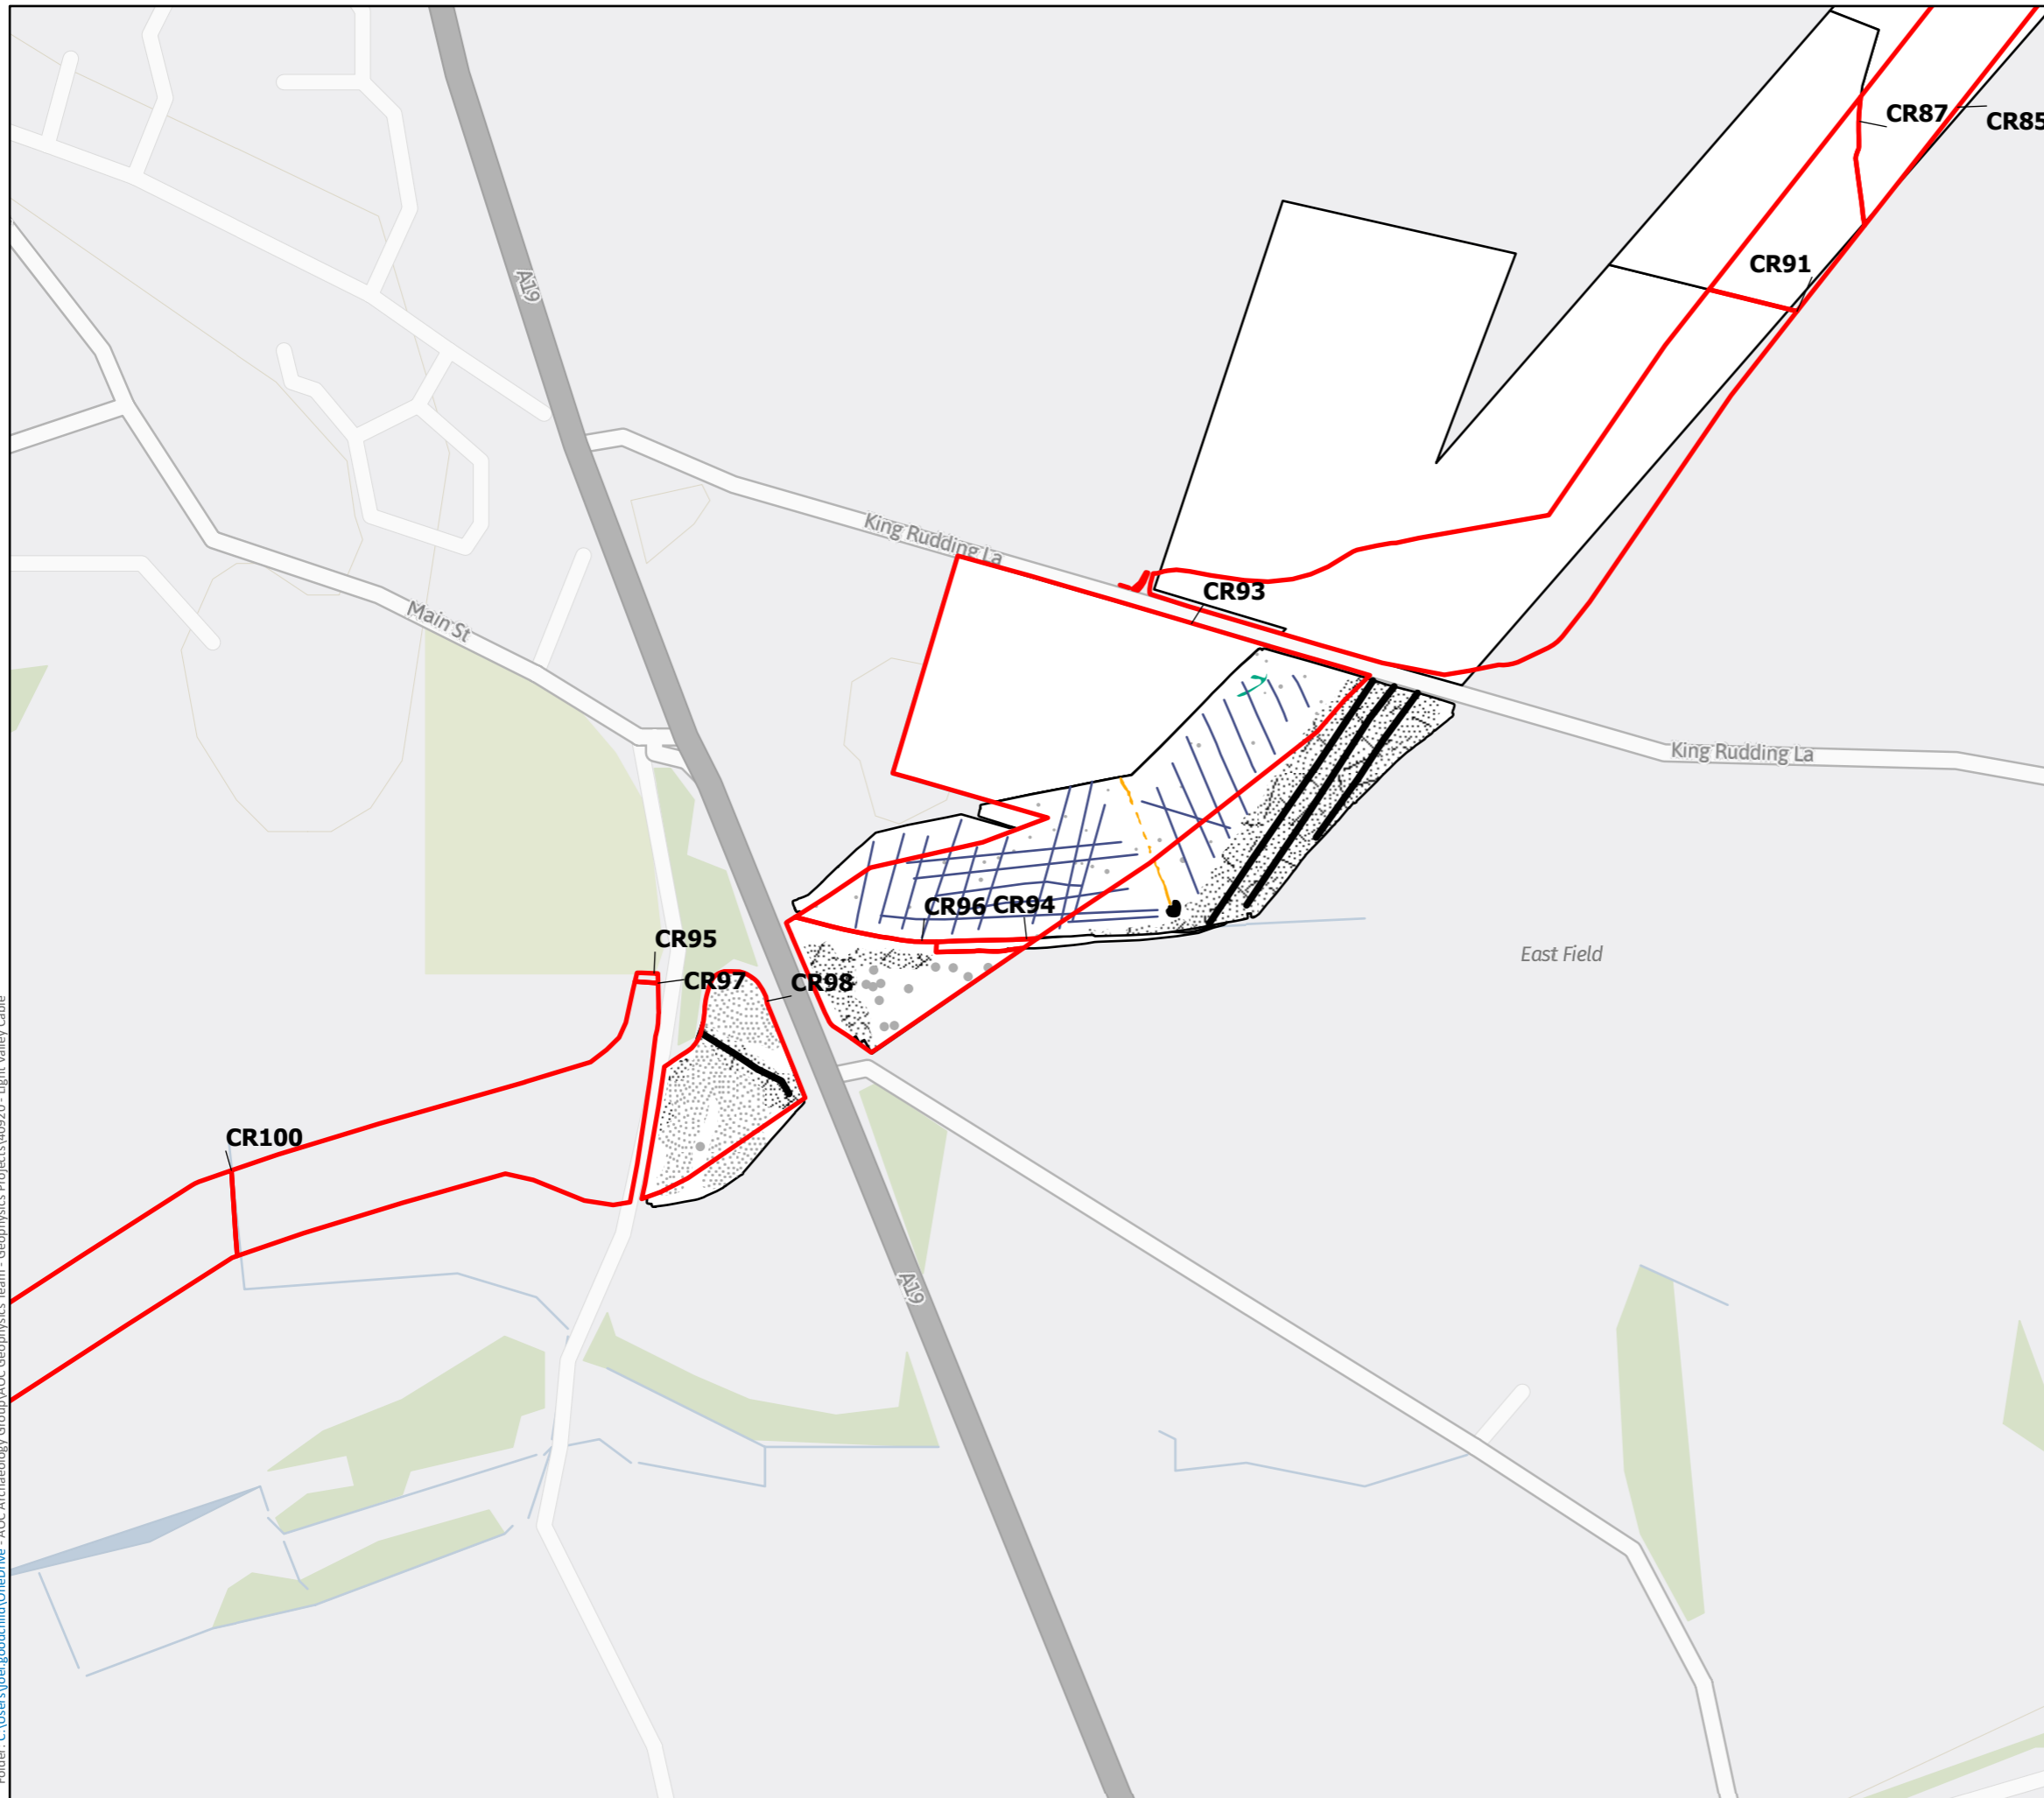 CR87
CR85
CR91
A19
King Rudding La
CR93
Main St
King Rudding La
CR96
CR94
CR95
East Field
CR97
CR98
CR100
A19